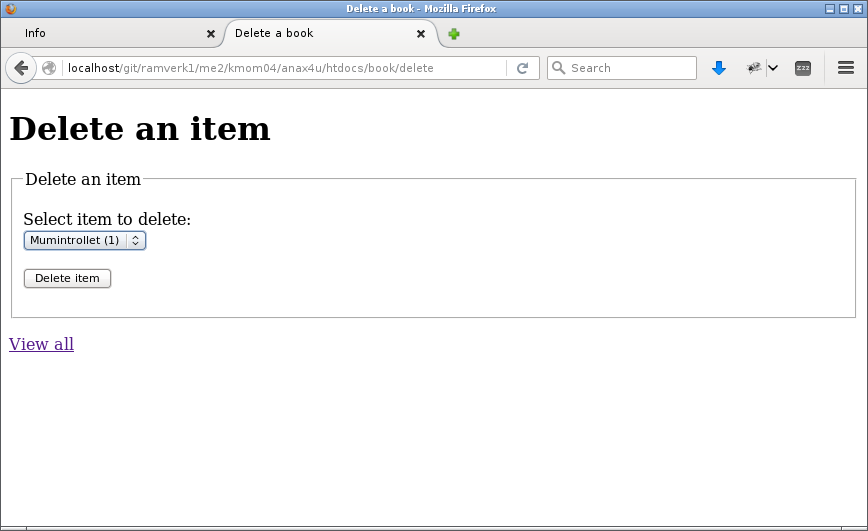 Delete a book - Mozilla Firefox
Info
Delete a book
localhost/git/ramverk1/me2/kmom04/anax4u/htdocs/book/delete
Search
zzz
Delete an item
Delete an item
Select item to delete:
Mumintrollet (1)
Delete item
View all